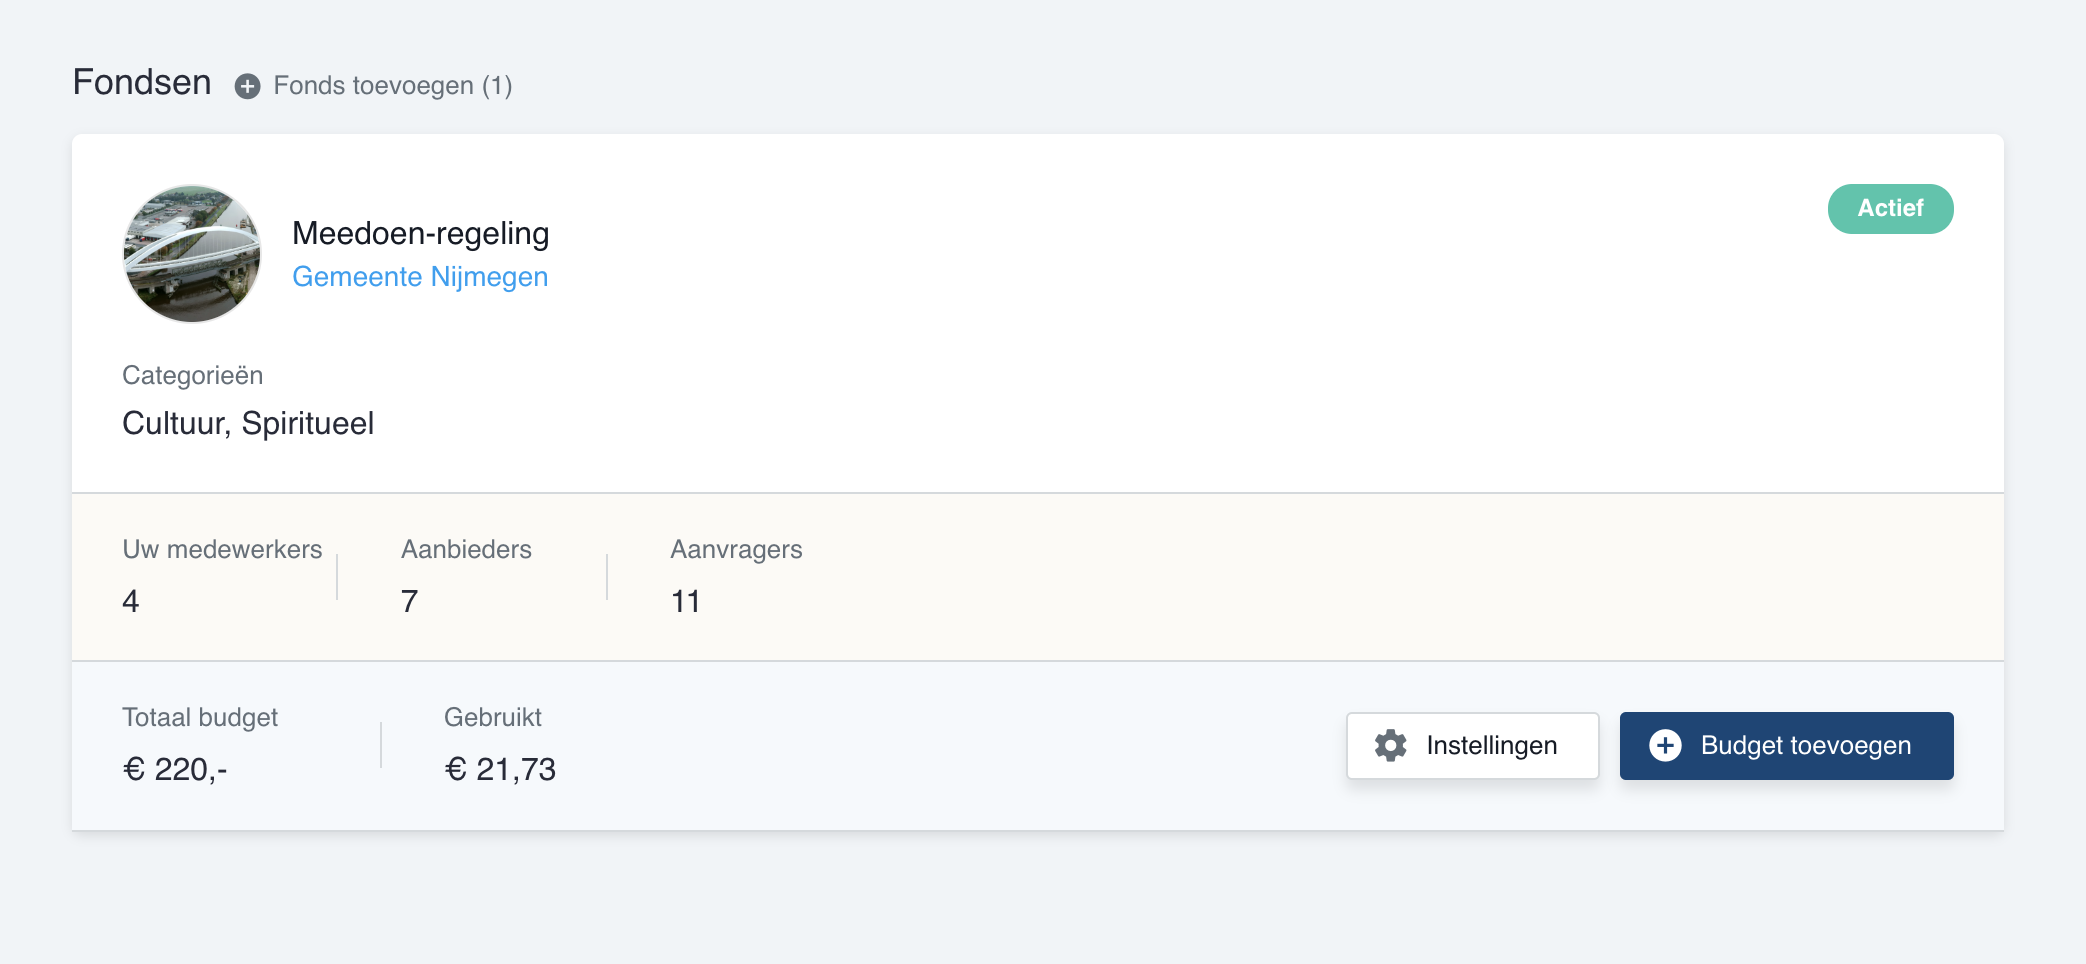 Fondsen
Fonds toevoegen (1)
Meedoen-regeling
Gemeente Nijmegen
Actief
Categorieën
Cultuur, Spiritueel
Uw medewerkers
4
Aanbieders
7
Aanvragers
11
Totaal budget
€ 220,-
Gebruikt
€ 21,73
Instellingen
Budget toevoegen